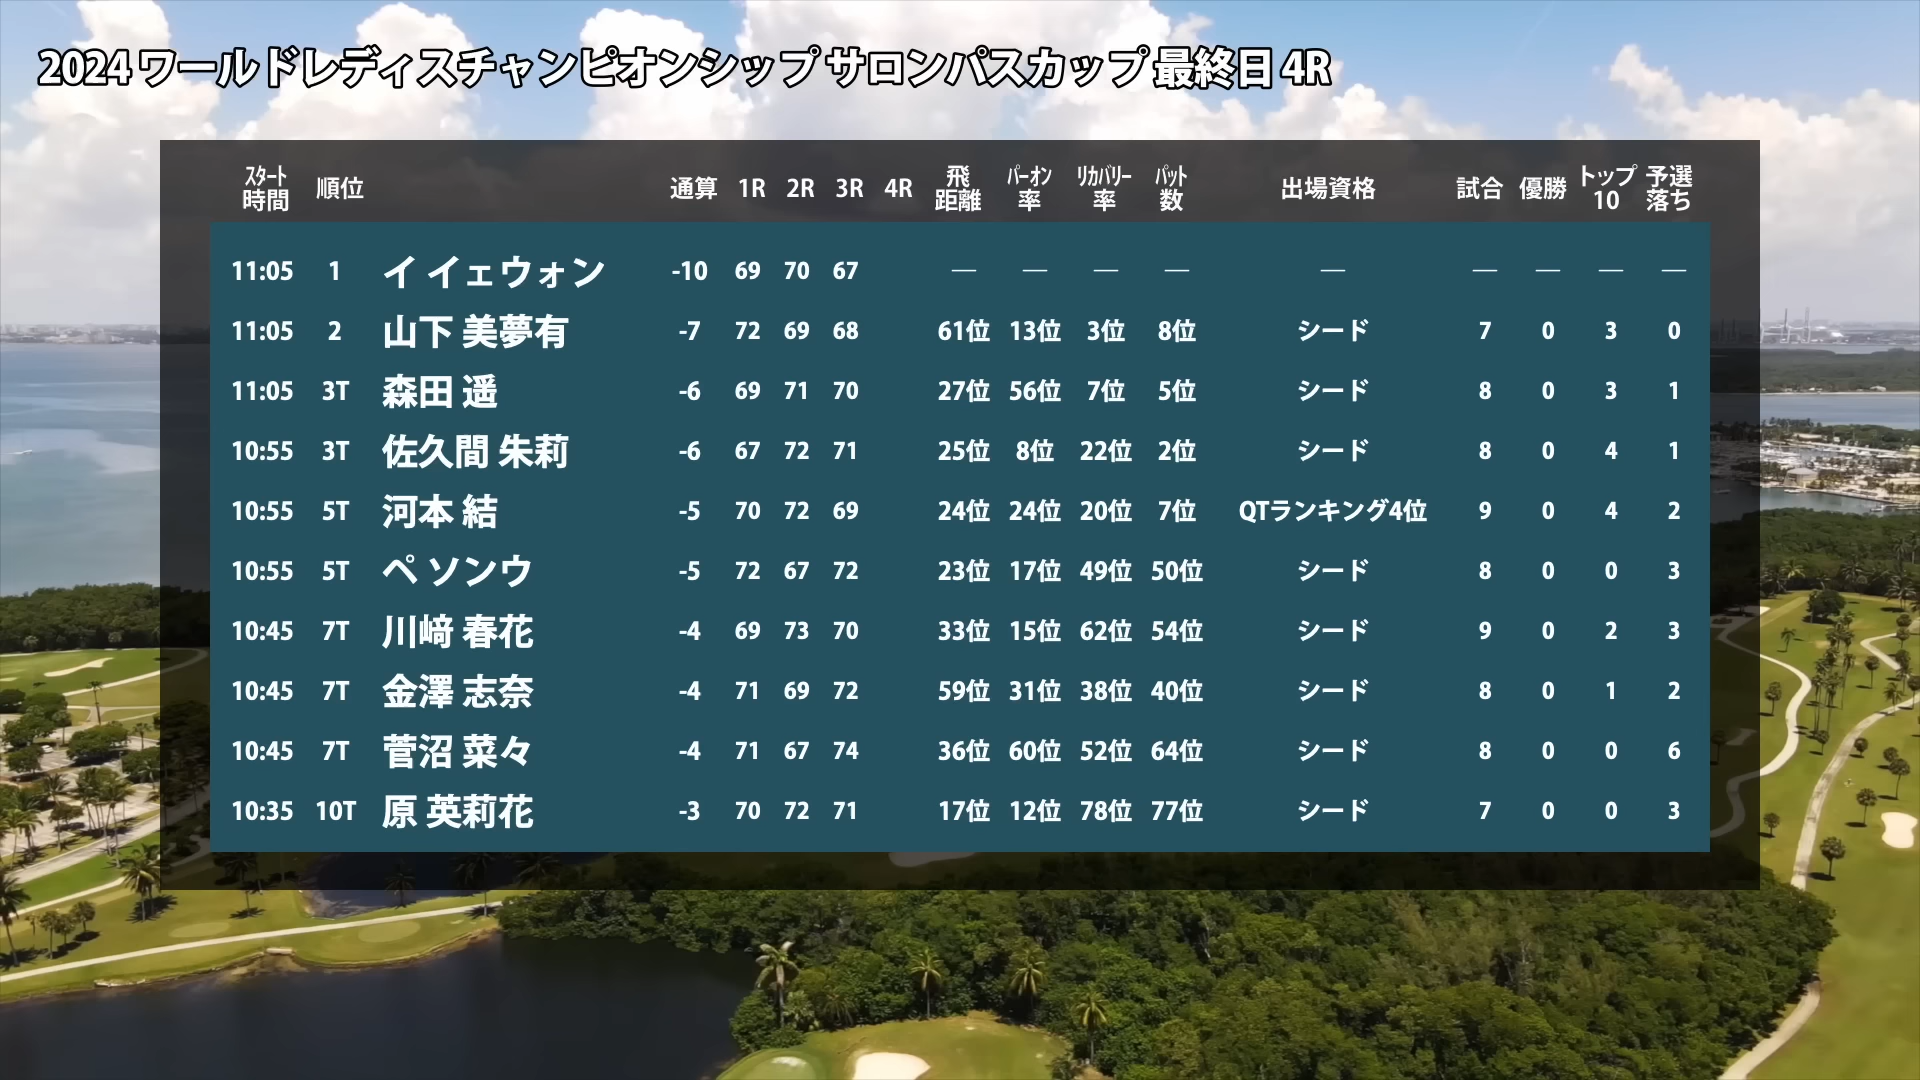 2024 ワールドレディスチャンピオンシップ サロンパスカップ 最終日 4R
スタート時間 順位 通算 1R 2R 3R 4R 飛距離 パーオン率 リカバリー率 パット数 出場資格 試合 優勝 トップ10 予選落ち
11:05 1 イ イェウォン -10 69 70 67 — — — — — — — — —
11:05 2 山下 美夢有 -7 72 69 68 61位 13位 3位 8位 シード 7 0 3 0
11:05 3T 森田 遥 -6 69 71 70 27位 56位 7位 5位 シード 8 0 3 1
10:55 3T 佐久間 朱莉 -6 67 72 71 25位 8位 22位 2位 シード 8 0 4 1
10:55 5T 河本 結 -5 70 72 69 24位 24位 20位 7位 QTランキング4位 9 0 4 2
10:55 5T ペ ソンウ -5 72 67 72 23位 17位 49位 50位 シード 8 0 0 3
10:45 7T 川﨑 春花 -4 69 73 70 33位 15位 62位 54位 シード 9 0 2 3
10:45 7T 金澤 志奈 -4 71 69 72 59位 31位 38位 40位 シード 8 0 1 2
10:45 7T 菅沼 菜々 -4 71 67 74 36位 60位 52位 64位 シード 8 0 0 6
10:35 10T 原 英莉花 -3 70 72 71 17位 12位 78位 77位 シード 7 0 0 3